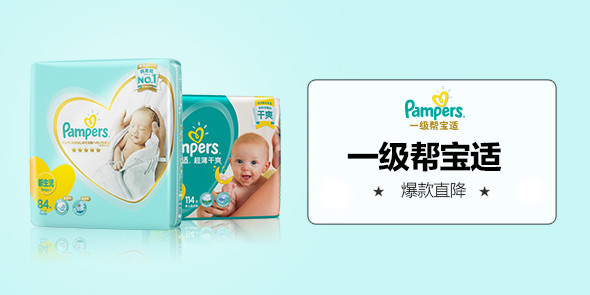 NO.1
Pampers
★★★★★
新生児
84
Pampers
适,超薄干爽
干爽
114
Pampers
一级帮宝适
一级帮宝适
★ 爆款直降 ★